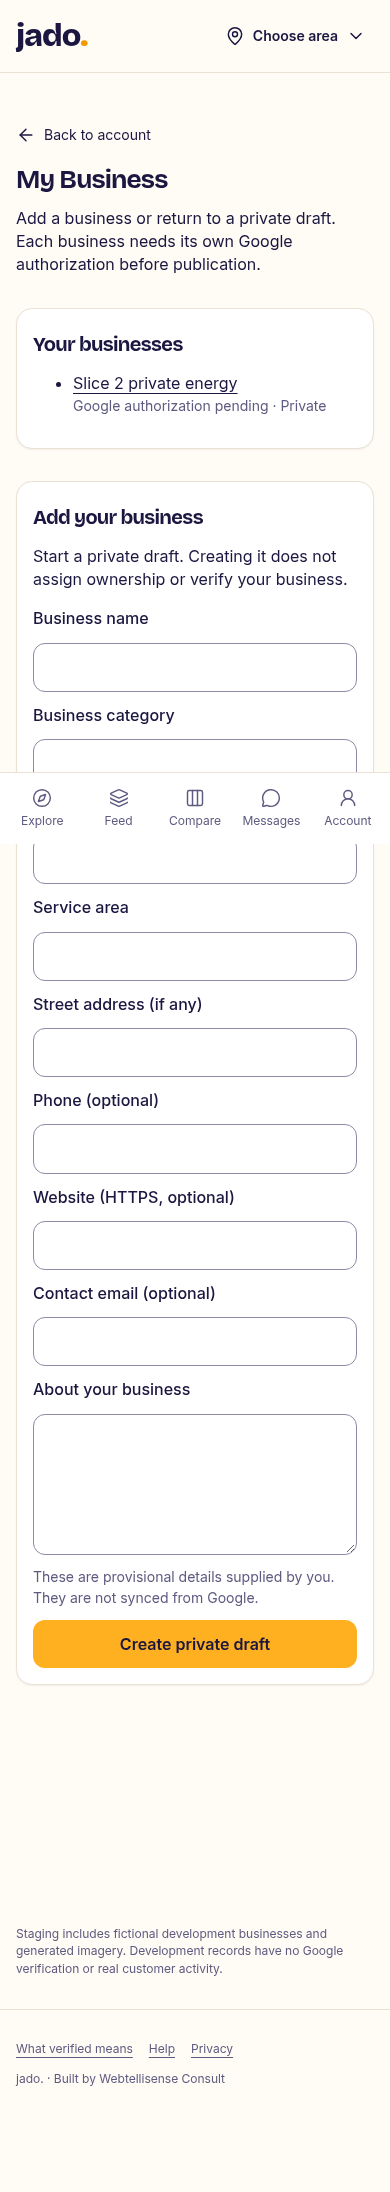 jado.
Choose area
Back to account
My Business
Add a business or return to a private draft.
Each business needs its own Google
authorization before publication.
Your businesses
Slice 2 private energy
Google authorization pending · Private
Add your business
Start a private draft. Creating it does not
assign ownership or verify your business.
Business name
Business category
Explore Feed Compare Messages Account
Service area
Street address (if any)
Phone (optional)
Website (HTTPS, optional)
Contact email (optional)
About your business
These are provisional details supplied by you.
They are not synced from Google.
Create private draft
Staging includes fictional development businesses and
generated imagery. Development records have no Google
verification or real customer activity.
What verified means Help Privacy
jado. · Built by Webtellisense Consult